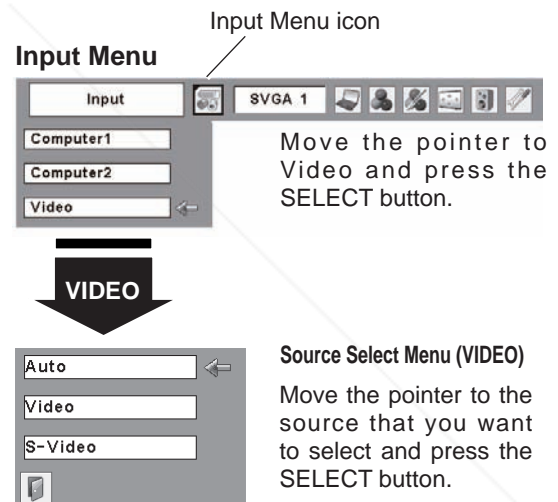 Input Menu icon
Input Menu
Input
SVGA 1
Computer1
Computer2
Video
Move the pointer to
Video and press the
SELECT button.
VIDEO
Auto
Video
S-Video
Source Select Menu (VIDEO)
Move the pointer to the
source that you want
to select and press the
SELECT button.